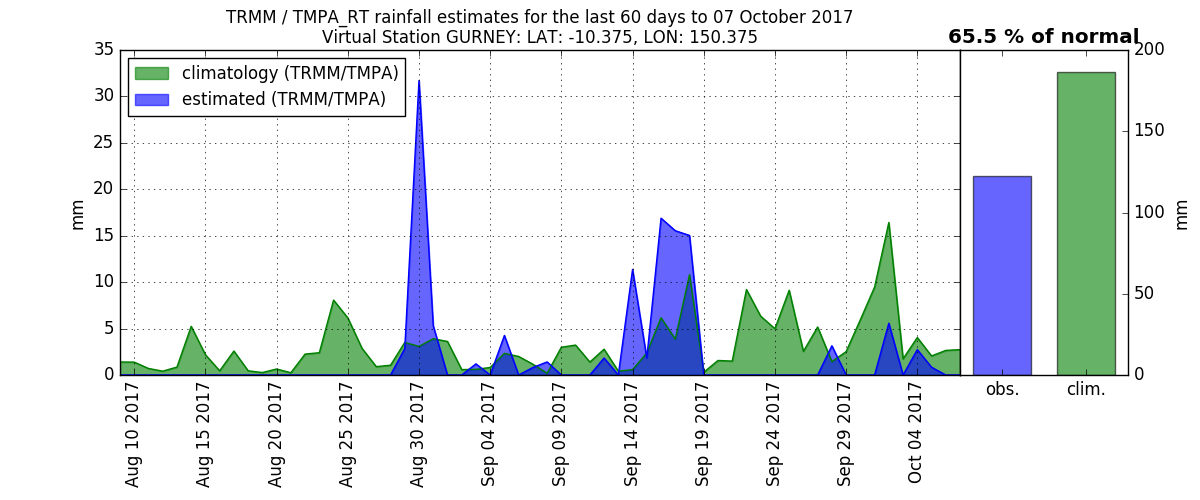 TRMM / TMPA_RT rainfall estimates for the last 60 days to 07 October 2017
Virtual Station GURNEY: LAT: -10.375, LON: 150.375
65.5 % of normal
climatology (TRMM/TMPA)
estimated (TRMM/TMPA)
35
30
25
20
15
10
5
0
mm
200
150
100
50
0
mm
Aug 10 2017
Aug 15 2017
Aug 20 2017
Aug 25 2017
Aug 30 2017
Sep 04 2017
Sep 09 2017
Sep 14 2017
Sep 19 2017
Sep 24 2017
Sep 29 2017
Oct 04 2017
obs.
clim.